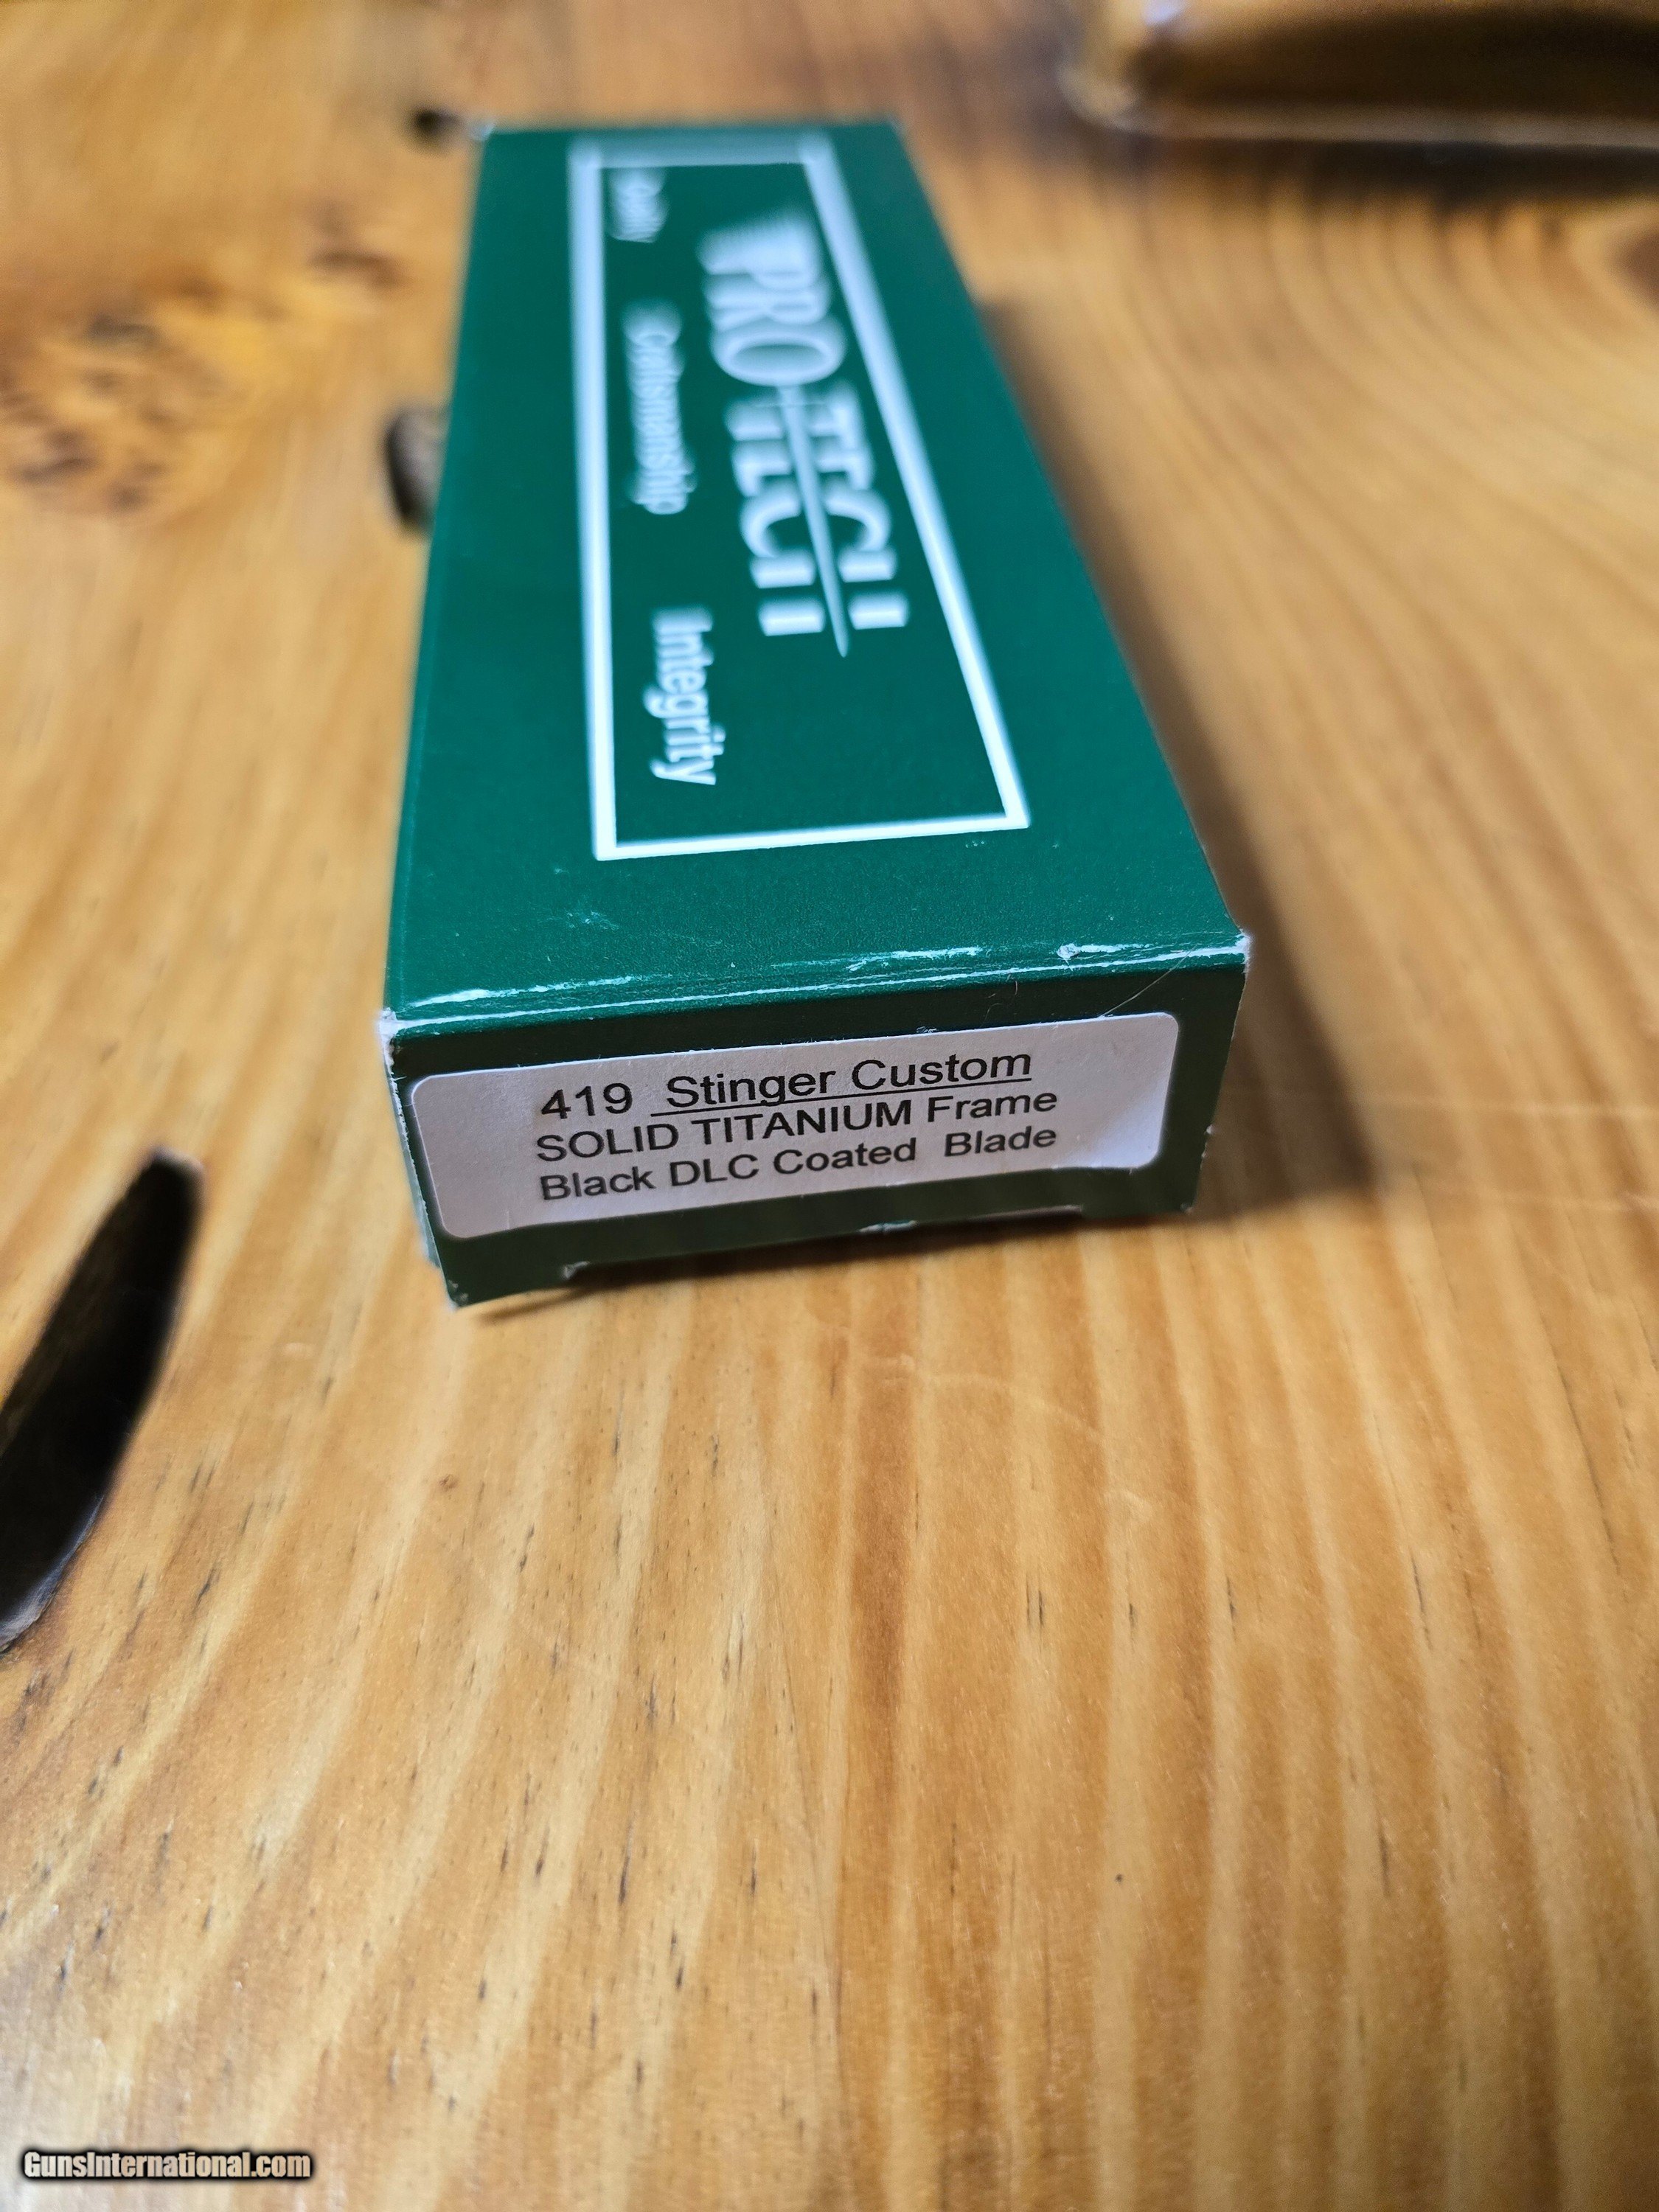 PRO-TECH
Quality Craftsmanship Integrity
419 Stinger Custom
SOLID TITANIUM Frame
Black DLC Coated Blade
GunsInternational.com